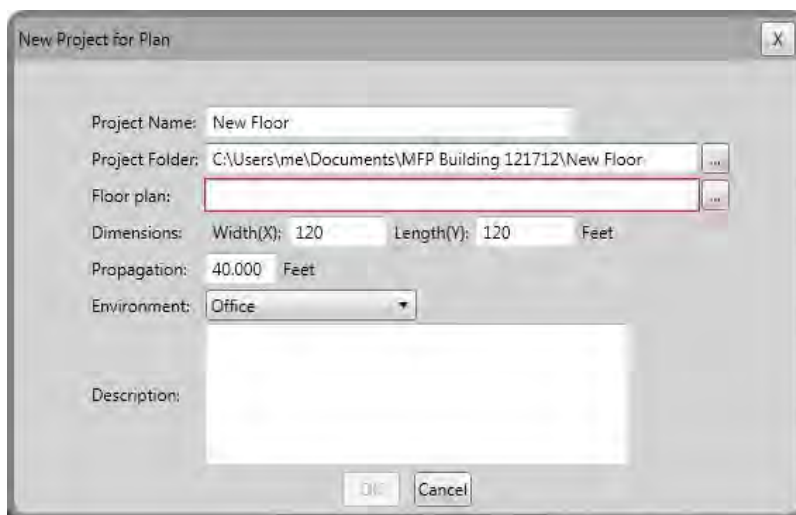 New Project for Plan X
Project Name: New Floor
Project Folder: C:\Users\me\Documents\MFP Building 121712\New Floor ...
Floor plan: ...
Dimensions: Width(X): 120 Length(Y): 120 Feet
Propagation: 40.000 Feet
Environment: Office
Description:
OK Cancel